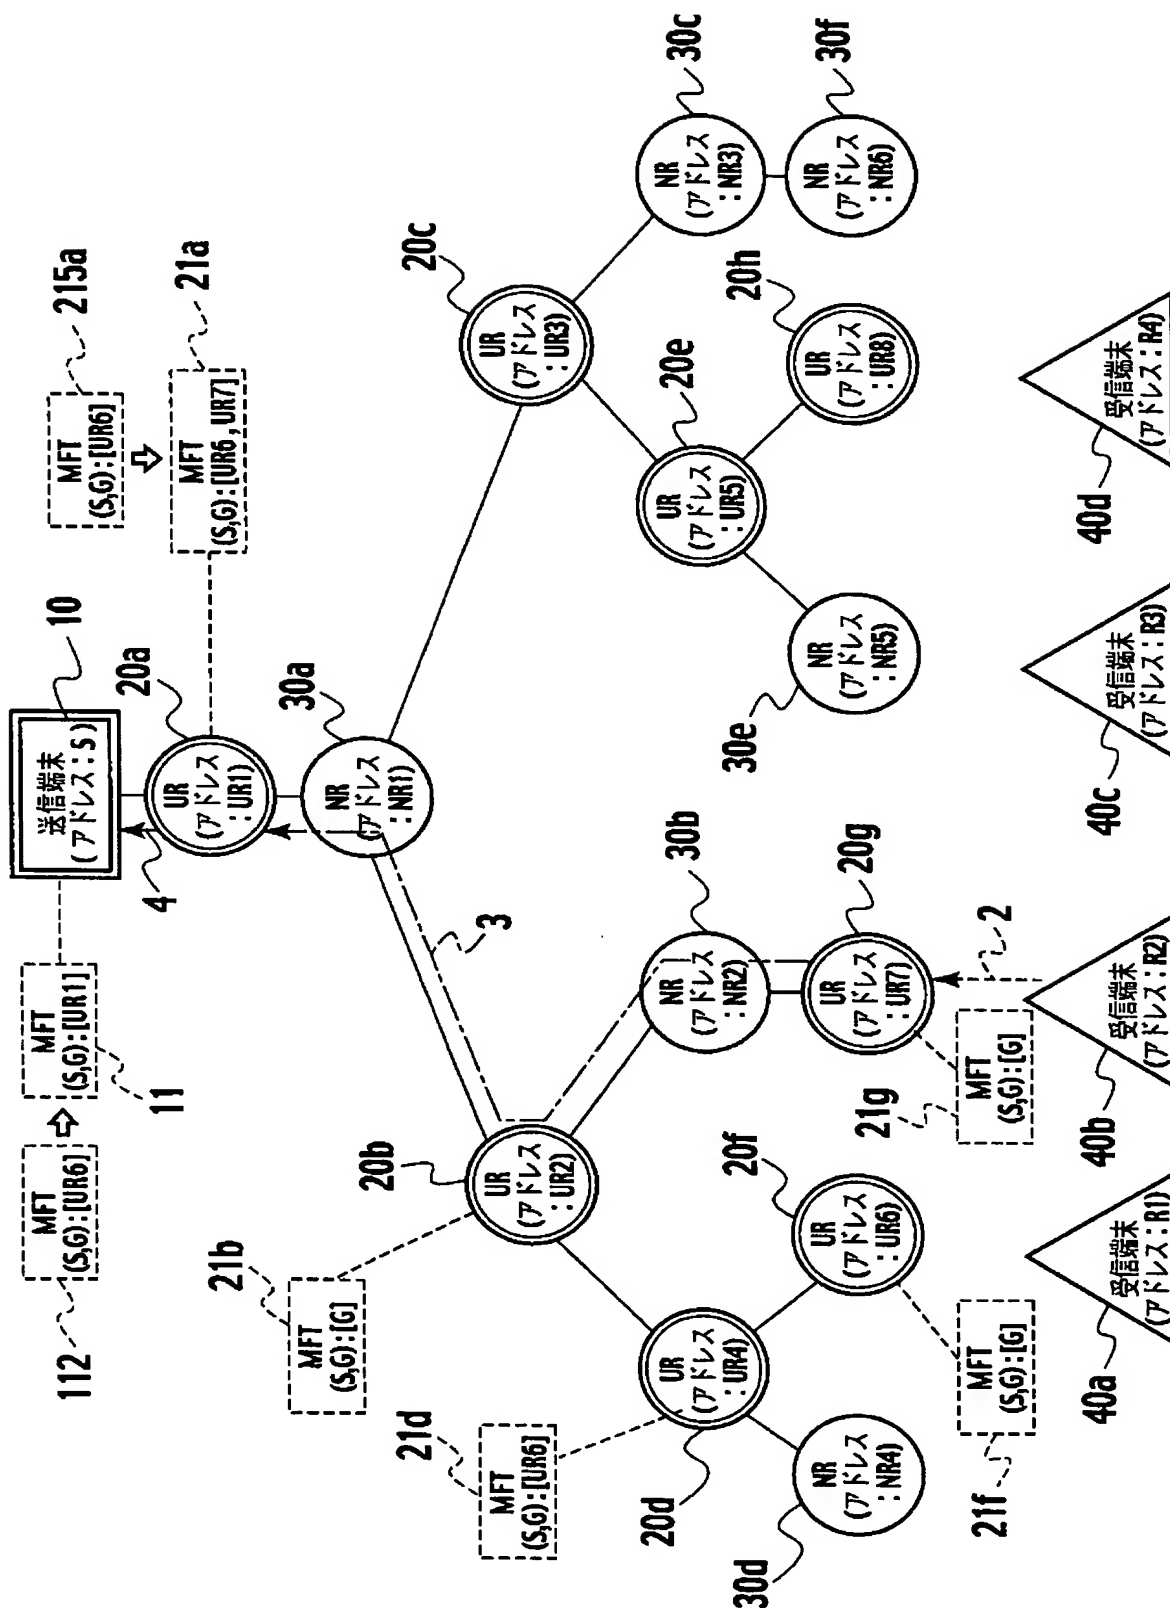 112
MFT
(S,G):[UR6]
⇨
MFT
(S,G):[UR1]
11
送信端末
(アドレス:S)
10
4
UR
(アドレス
:UR1)
20a
MFT
(S,G):[UR6]
215a
⇨
MFT
(S,G):[UR6,UR7]
21a
NR
(アドレス
:NR1)
30a
3
21b
MFT
(S,G):[G]
20b
UR
(アドレス
:UR2)
UR
(アドレス
:UR3)
20c
21d
MFT
(S,G):[UR6]
UR
(アドレス
:UR4)
20d
NR
(アドレス
:NR2)
30b
UR
(アドレス
:UR5)
20e
NR
(アドレス
:NR3)
30c
NR
(アドレス
:NR4)
30d
UR
(アドレス
:UR6)
20f
UR
(アドレス
:UR7)
20g
NR
(アドレス
:NR5)
30e
UR
(アドレス
:UR8)
20h
NR
(アドレス
:NR6)
30f
MFT
(S,G):[G]
21f
21g
MFT
(S,G):[G]
2
受信端末
(アドレス:R1)
40a
受信端末
(アドレス:R2)
40b
受信端末
(アドレス:R3)
40c
受信端末
(アドレス:R4)
40d